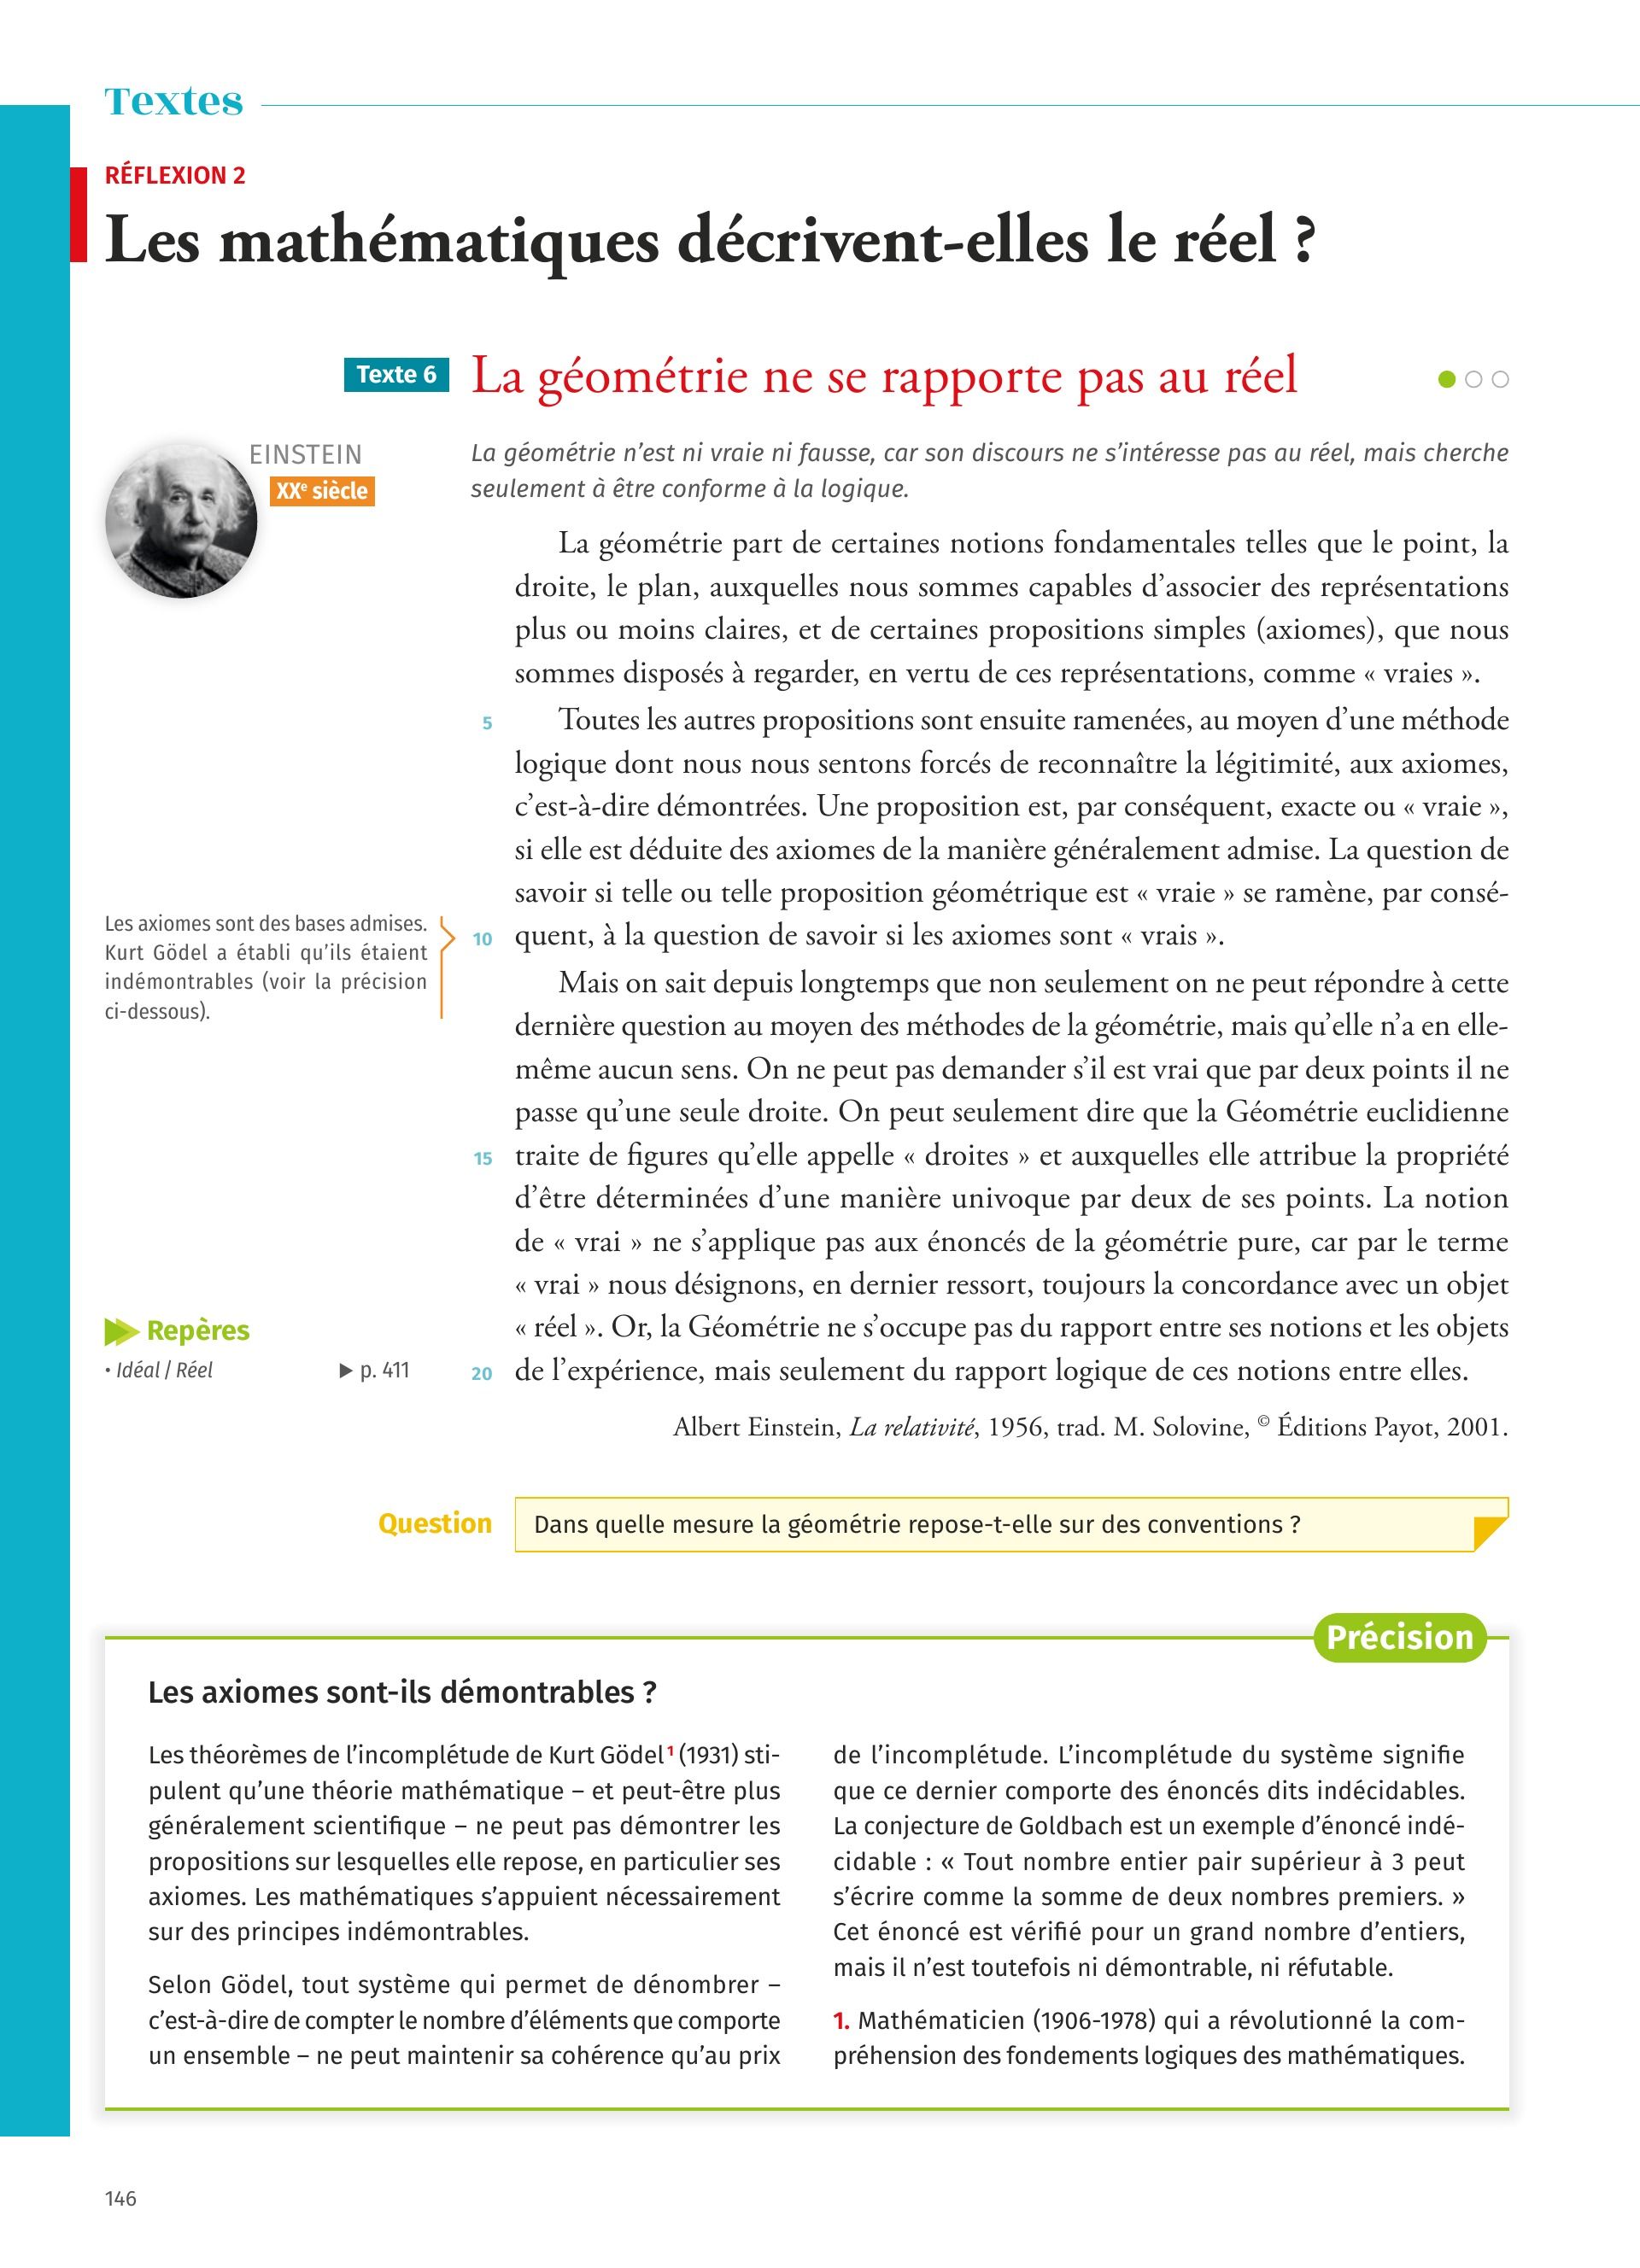 Textes
RÉFLEXION 2
Les mathématiques décrivent-elles le réel ?
Texte 6
La géométrie ne se rapporte pas au réel
EINSTEIN
XXe siècle
La géométrie n’est ni vraie ni fausse, car son discours ne s’intéresse pas au réel, mais cherche
seulement à être conforme à la logique.
La géométrie part de certaines notions fondamentales telles que le point, la
droite, le plan, auxquelles nous sommes capables d’associer des représentations
plus ou moins claires, et de certaines propositions simples (axiomes), que nous
sommes disposés à regarder, en vertu de ces représentations, comme « vraies ».
5 Toutes les autres propositions sont ensuite ramenées, au moyen d’une méthode
logique dont nous nous sentons forcés de reconnaître la légitimité, aux axiomes,
c’est-à-dire démontrées. Une proposition est, par conséquent, exacte ou « vraie »,
si elle est déduite des axiomes de la manière généralement admise. La question de
savoir si telle ou telle proposition géométrique est « vraie » se ramène, par consé-
10 quent, à la question de savoir si les axiomes sont « vrais ».
Les axiomes sont des bases admises.
Kurt Gödel a établi qu’ils étaient
indémontrables (voir la précision
ci-dessous).
Mais on sait depuis longtemps que non seulement on ne peut répondre à cette
dernière question au moyen des méthodes de la géométrie, mais qu’elle n’a en elle-
même aucun sens. On ne peut pas demander s’il est vrai que par deux points il ne
passe qu’une seule droite. On peut seulement dire que la Géométrie euclidienne
15 traite de figures qu’elle appelle « droites » et auxquelles elle attribue la propriété
d’être déterminées d’une manière univoque par deux de ses points. La notion
de « vrai » ne s’applique pas aux énoncés de la géométrie pure, car par le terme
« vrai » nous désignons, en dernier ressort, toujours la concordance avec un objet
« réel ». Or, la Géométrie ne s’occupe pas du rapport entre ses notions et les objets
20 de l’expérience, mais seulement du rapport logique de ces notions entre elles.
Repères
• Idéal / Réel ▶ p. 411
Albert Einstein, La relativité, 1956, trad. M. Solovine, © Éditions Payot, 2001.
Question
Dans quelle mesure la géométrie repose-t-elle sur des conventions ?
Précision
Les axiomes sont-ils démontrables ?
Les théorèmes de l’incomplétude de Kurt Gödel1 (1931) sti-
pulent qu’une théorie mathématique – et peut-être plus
généralement scientifique – ne peut pas démontrer les
propositions sur lesquelles elle repose, en particulier ses
axiomes. Les mathématiques s’appuient nécessairement
sur des principes indémontrables.
Selon Gödel, tout système qui permet de dénombrer –
c’est-à-dire de compter le nombre d’éléments que comporte
un ensemble – ne peut maintenir sa cohérence qu’au prix
de l’incomplétude. L’incomplétude du système signifie
que ce dernier comporte des énoncés dits indécidables.
La conjecture de Goldbach est un exemple d’énoncé indé-
cidable : « Tout nombre entier pair supérieur à 3 peut
s’écrire comme la somme de deux nombres premiers. »
Cet énoncé est vérifié pour un grand nombre d’entiers,
mais il n’est toutefois ni démontrable, ni réfutable.
1. Mathématicien (1906-1978) qui a révolutionné la com-
préhension des fondements logiques des mathématiques.
146